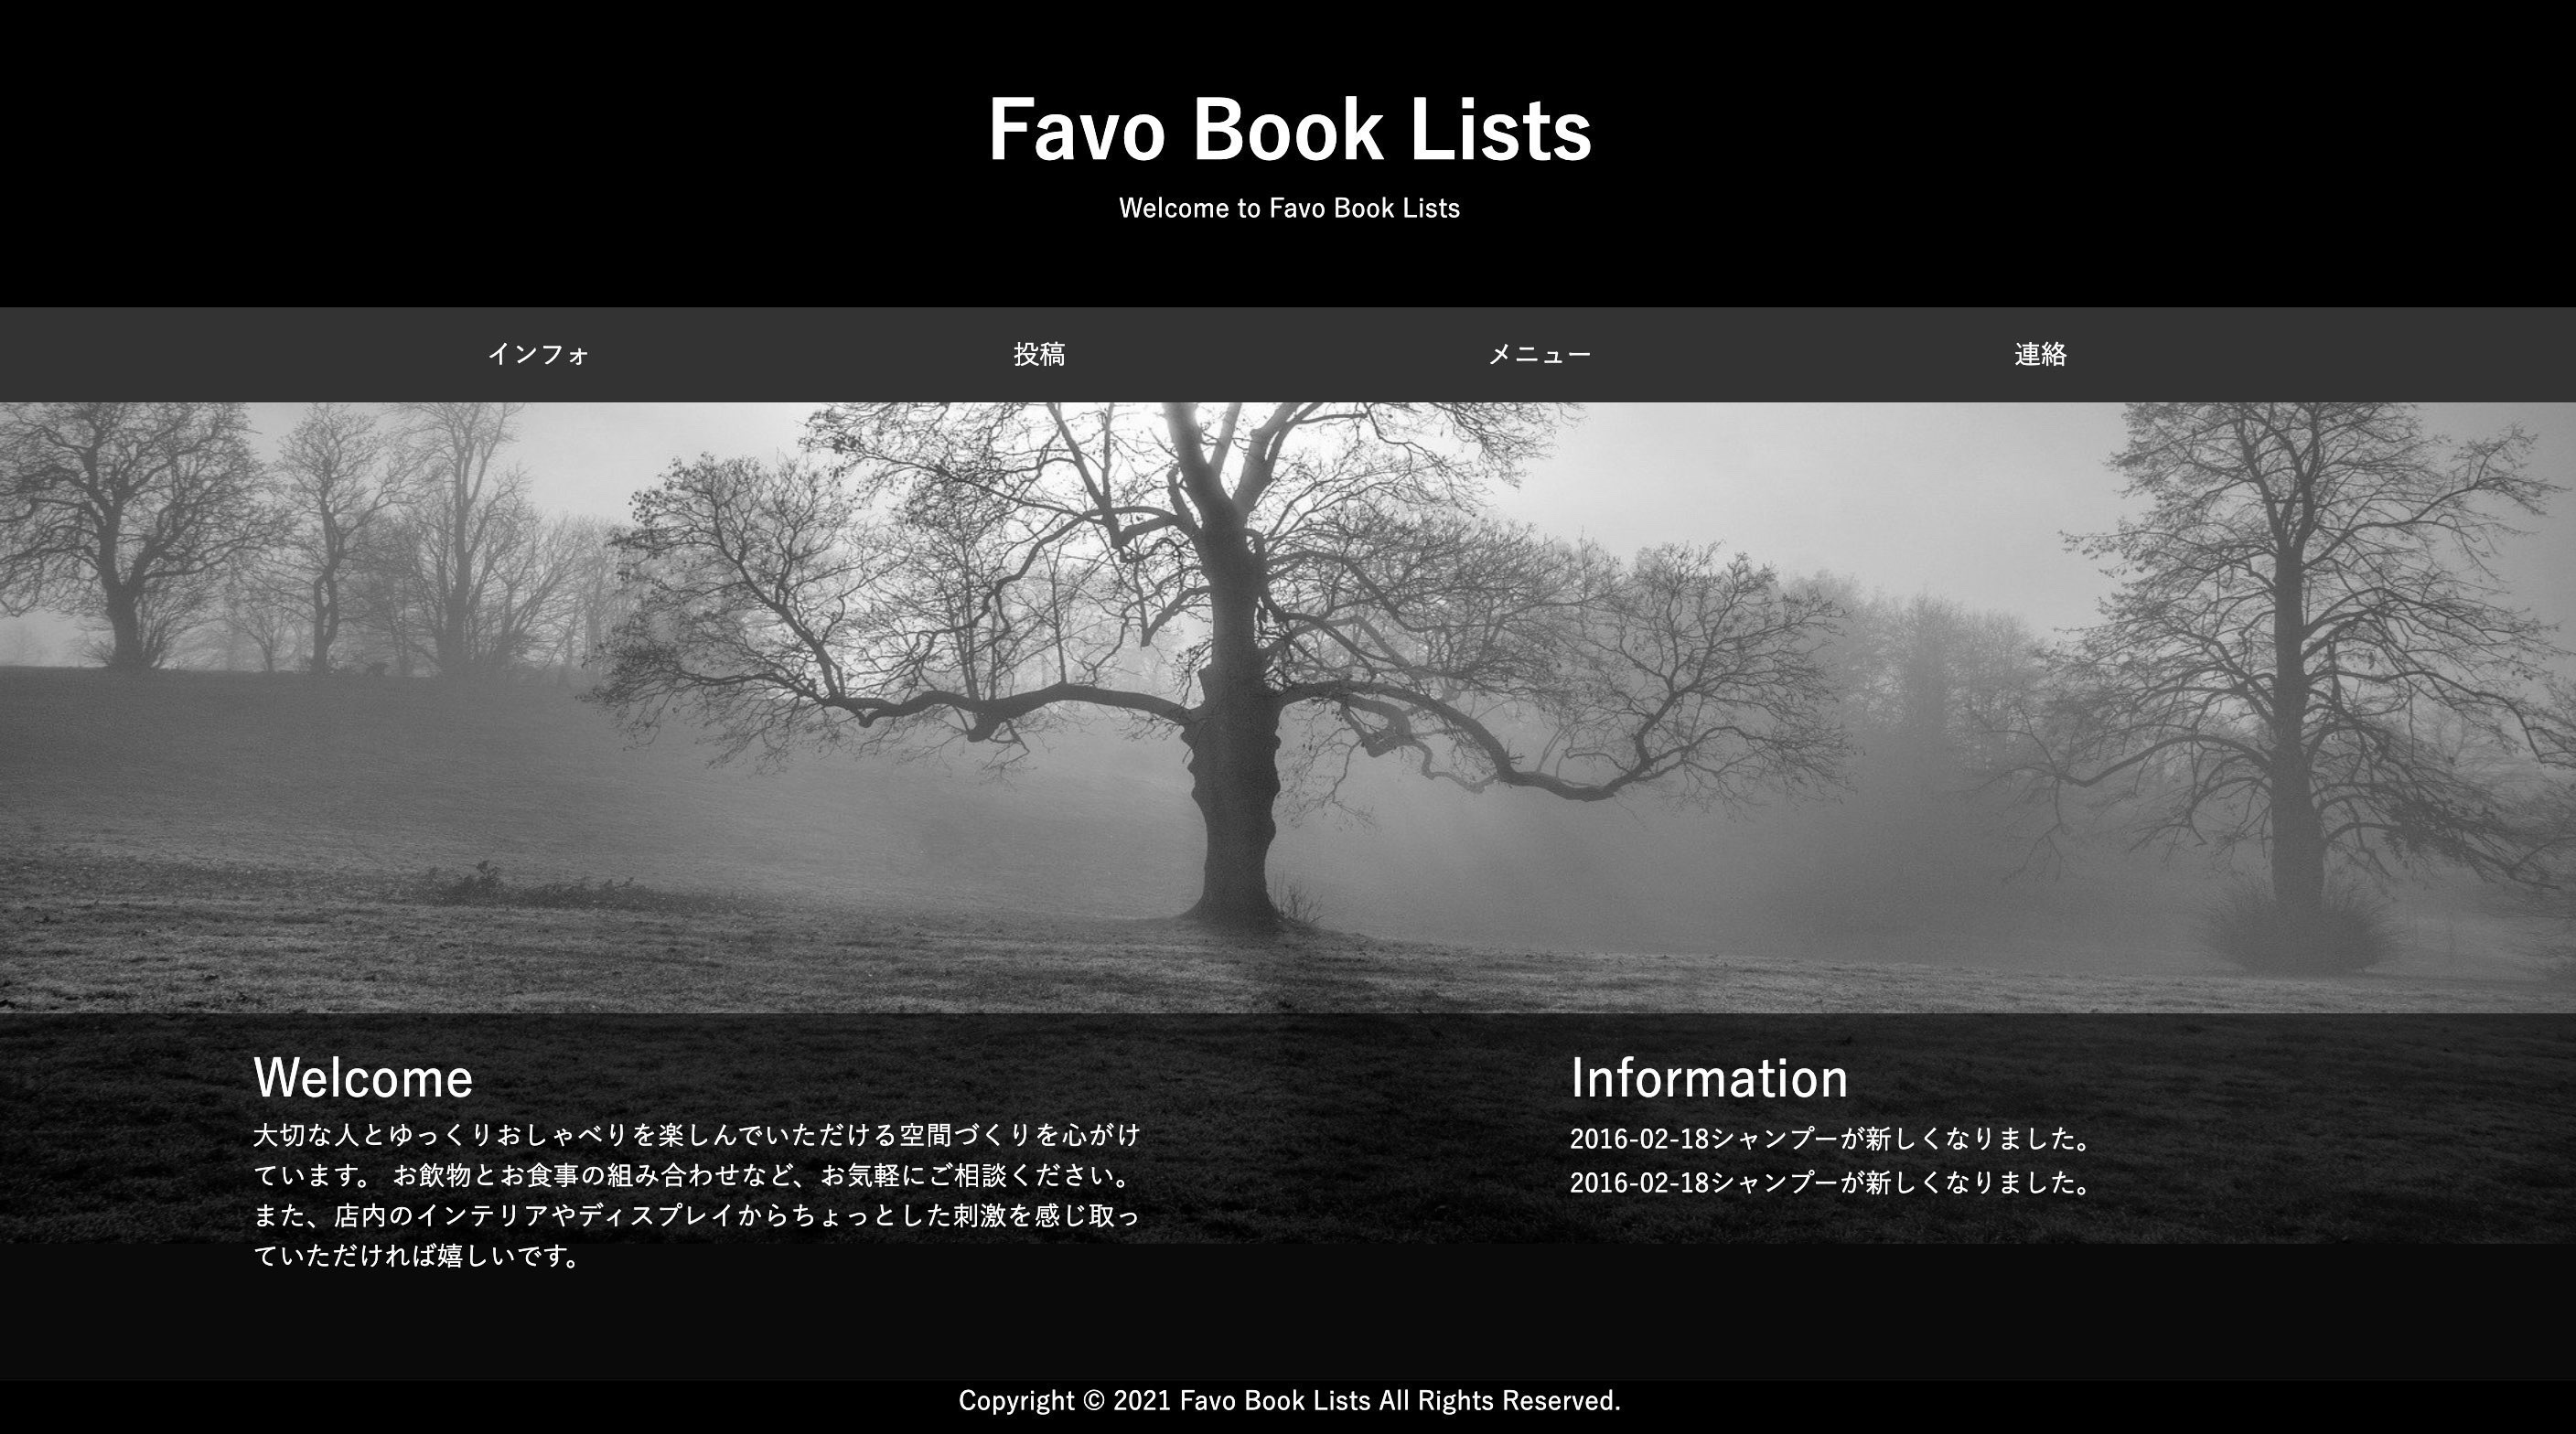 Favo Book Lists
Welcome to Favo Book Lists
インフォ 投稿 メニュー 連絡
Welcome
大切な人とゆっくりおしゃべりを楽しんでいただける空間づくりを心がけ
ています。 お飲物とお食事の組み合わせなど、お気軽にご相談ください。
また、店内のインテリアやディスプレイからちょっとした刺激を感じ取っ
ていただければ嬉しいです。
Information
2016-02-18シャンプーが新しくなりました。
2016-02-18シャンプーが新しくなりました。
Copyright © 2021 Favo Book Lists All Rights Reserved.